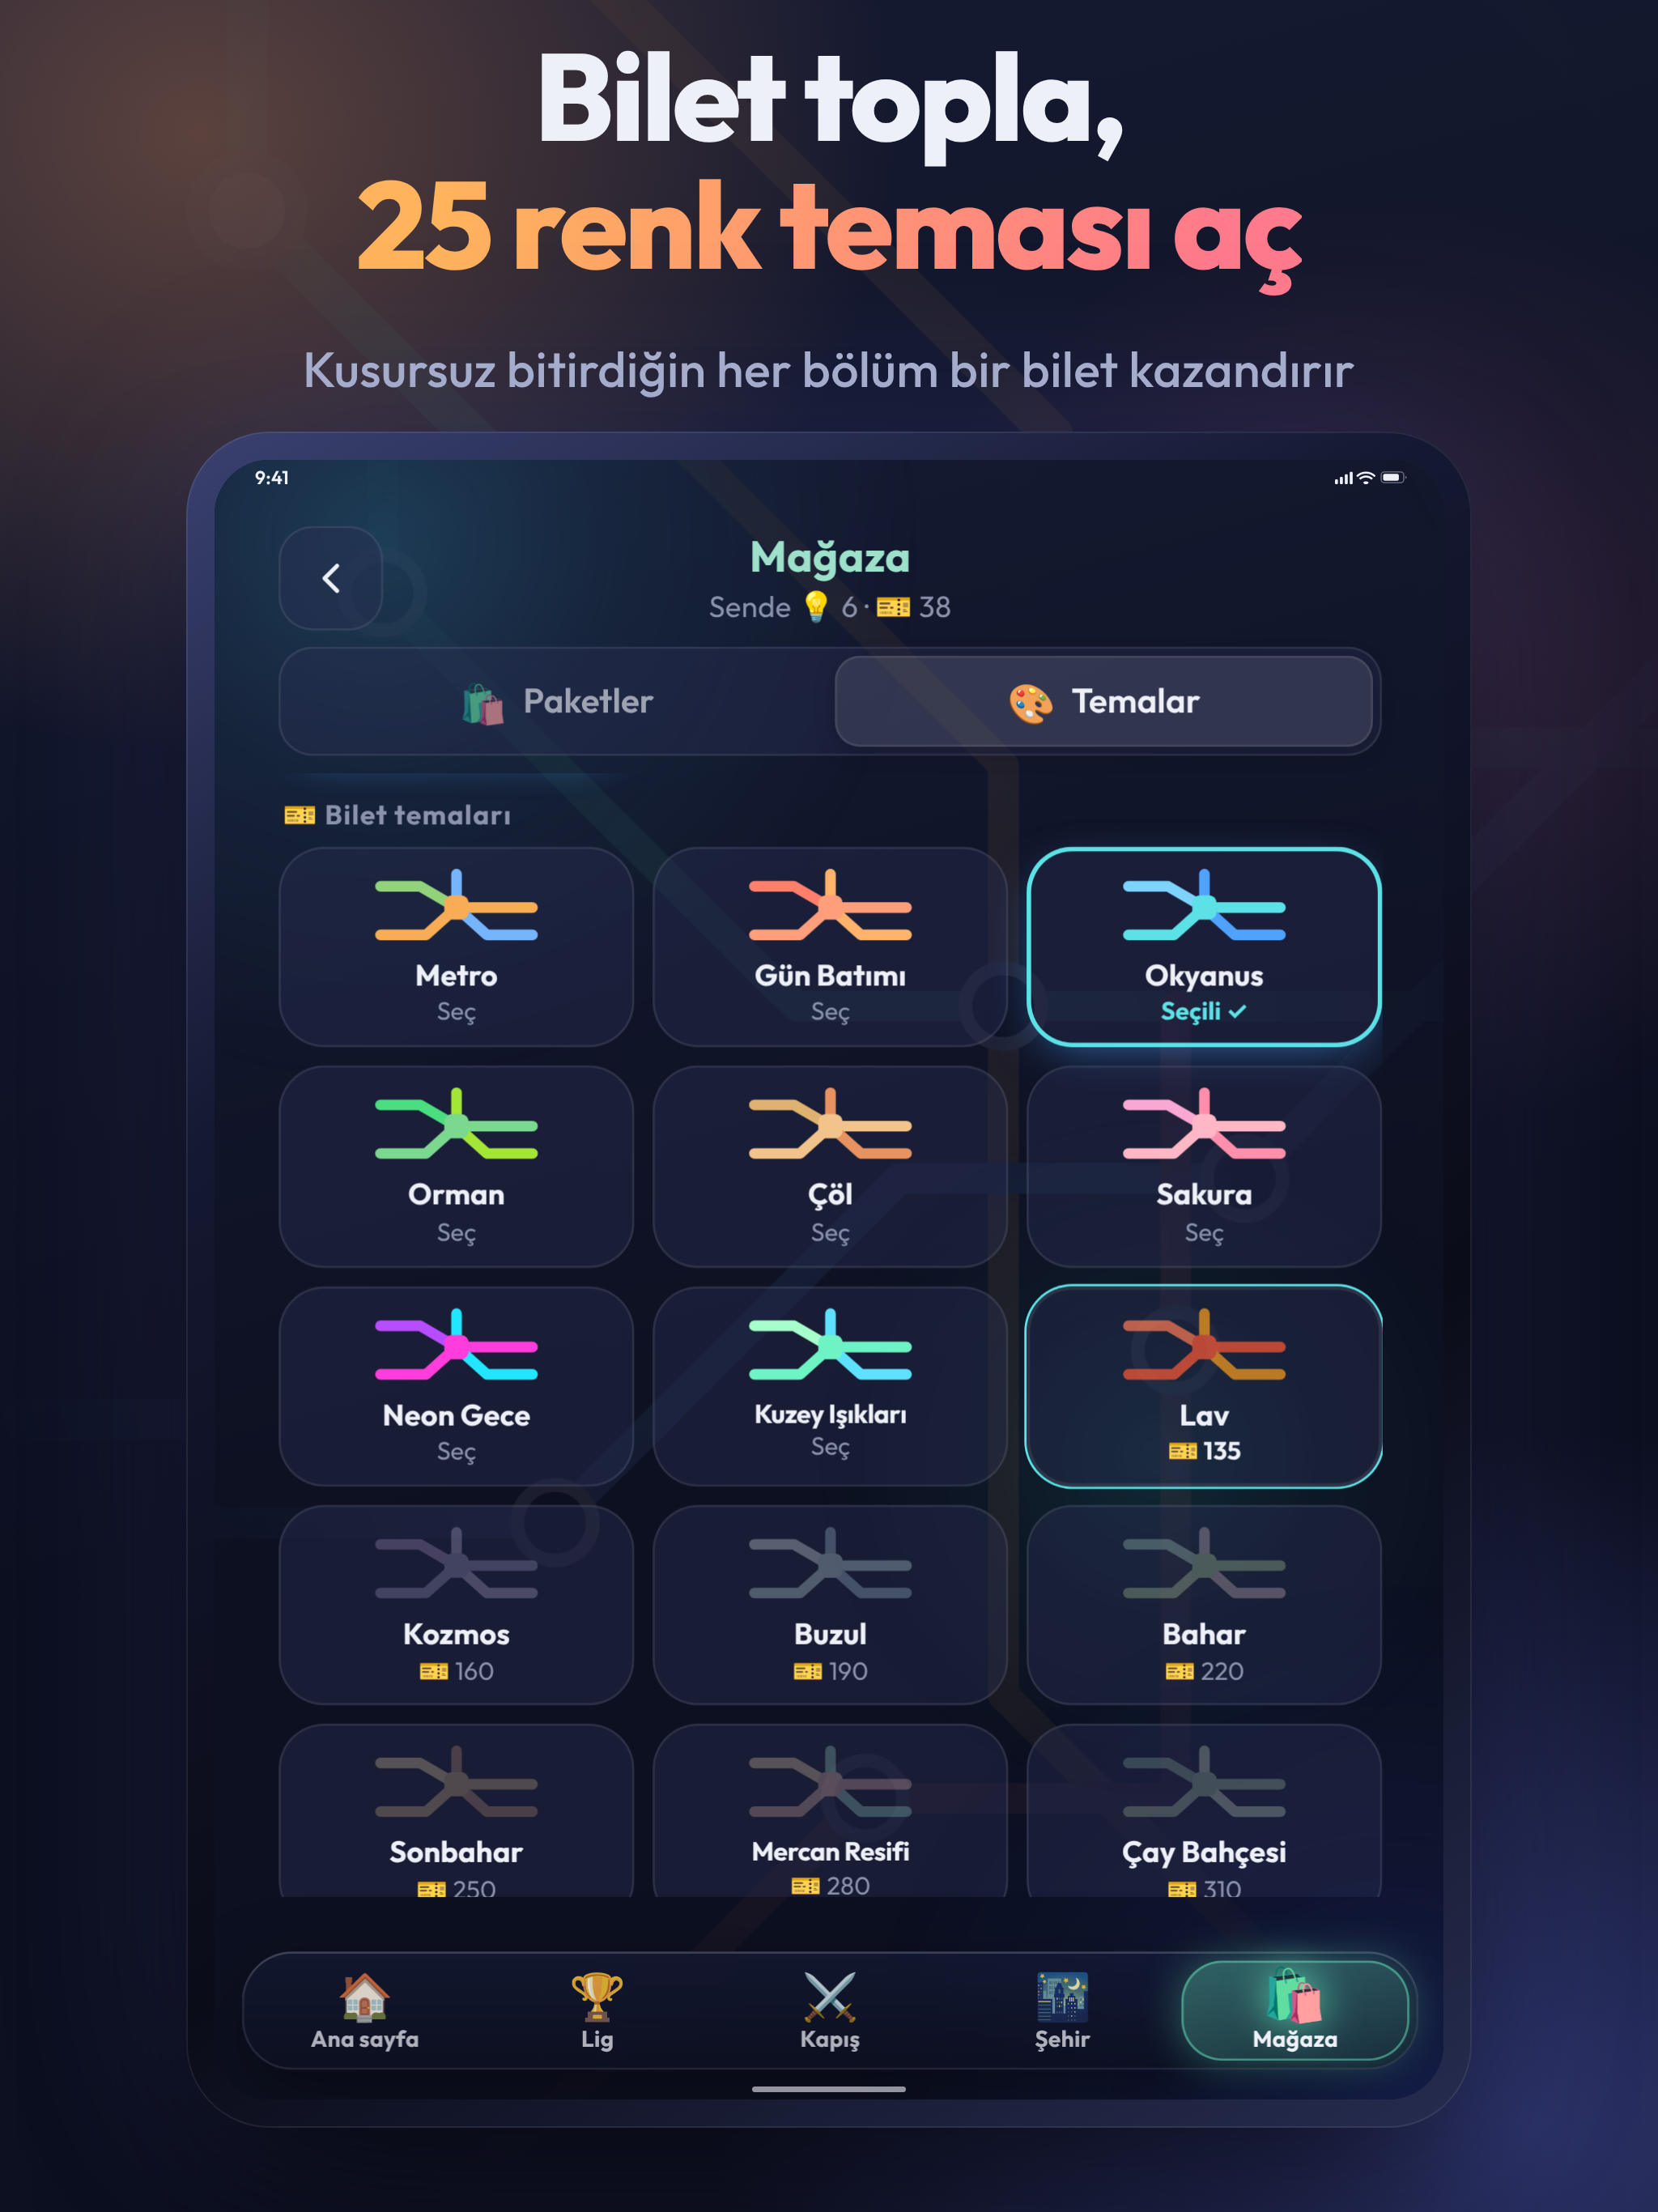 Bilet topla,
25 renk teması aç
Kusursuz bitirdiğin her bölüm bir bilet kazandırır
9:41
Mağaza
Sende 💡 6 · 🎫 38
🛍️ Paketler
🎨 Temalar
🎫 Bilet temaları
Metro
Seç
Gün Batımı
Seç
Okyanus
Seçili ✓
Orman
Seç
Çöl
Seç
Sakura
Seç
Neon Gece
Seç
Kuzey Işıkları
Seç
Lav
🎫 135
Kozmos
🎫 160
Buzul
🎫 190
Bahar
🎫 220
Sonbahar
🎫 250
Mercan Resifi
🎫 280
Çay Bahçesi
🎫 310
Ana sayfa
Lig
Kapış
Şehir
Mağaza